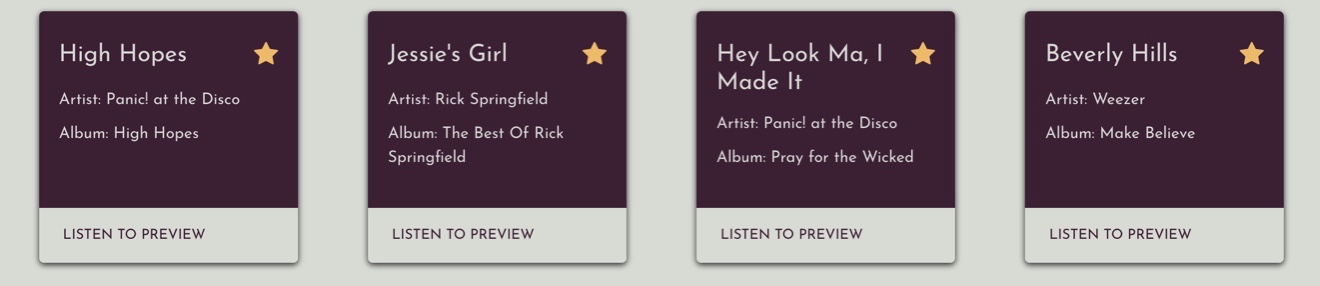 High Hopes
Artist: Panic! at the Disco
Album: High Hopes
LISTEN TO PREVIEW
Jessie's Girl
Artist: Rick Springfield
Album: The Best Of Rick
Springfield
LISTEN TO PREVIEW
Hey Look Ma, I
Made It
Artist: Panic! at the Disco
Album: Pray for the Wicked
LISTEN TO PREVIEW
Beverly Hills
Artist: Weezer
Album: Make Believe
LISTEN TO PREVIEW